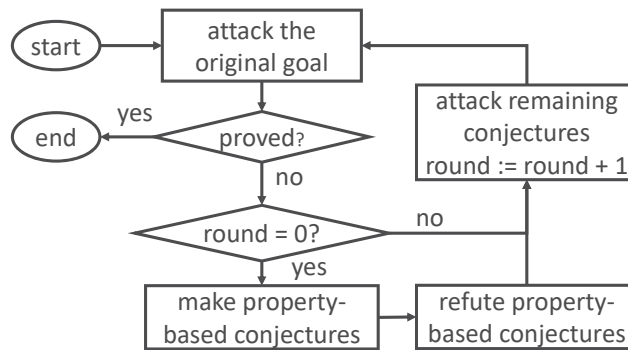 start
attack the
original goal
yes
end
proved?
no
attack remaining
conjectures
round := round + 1
round = 0?
no
yes
make property-
based conjectures
refute property-
based conjectures